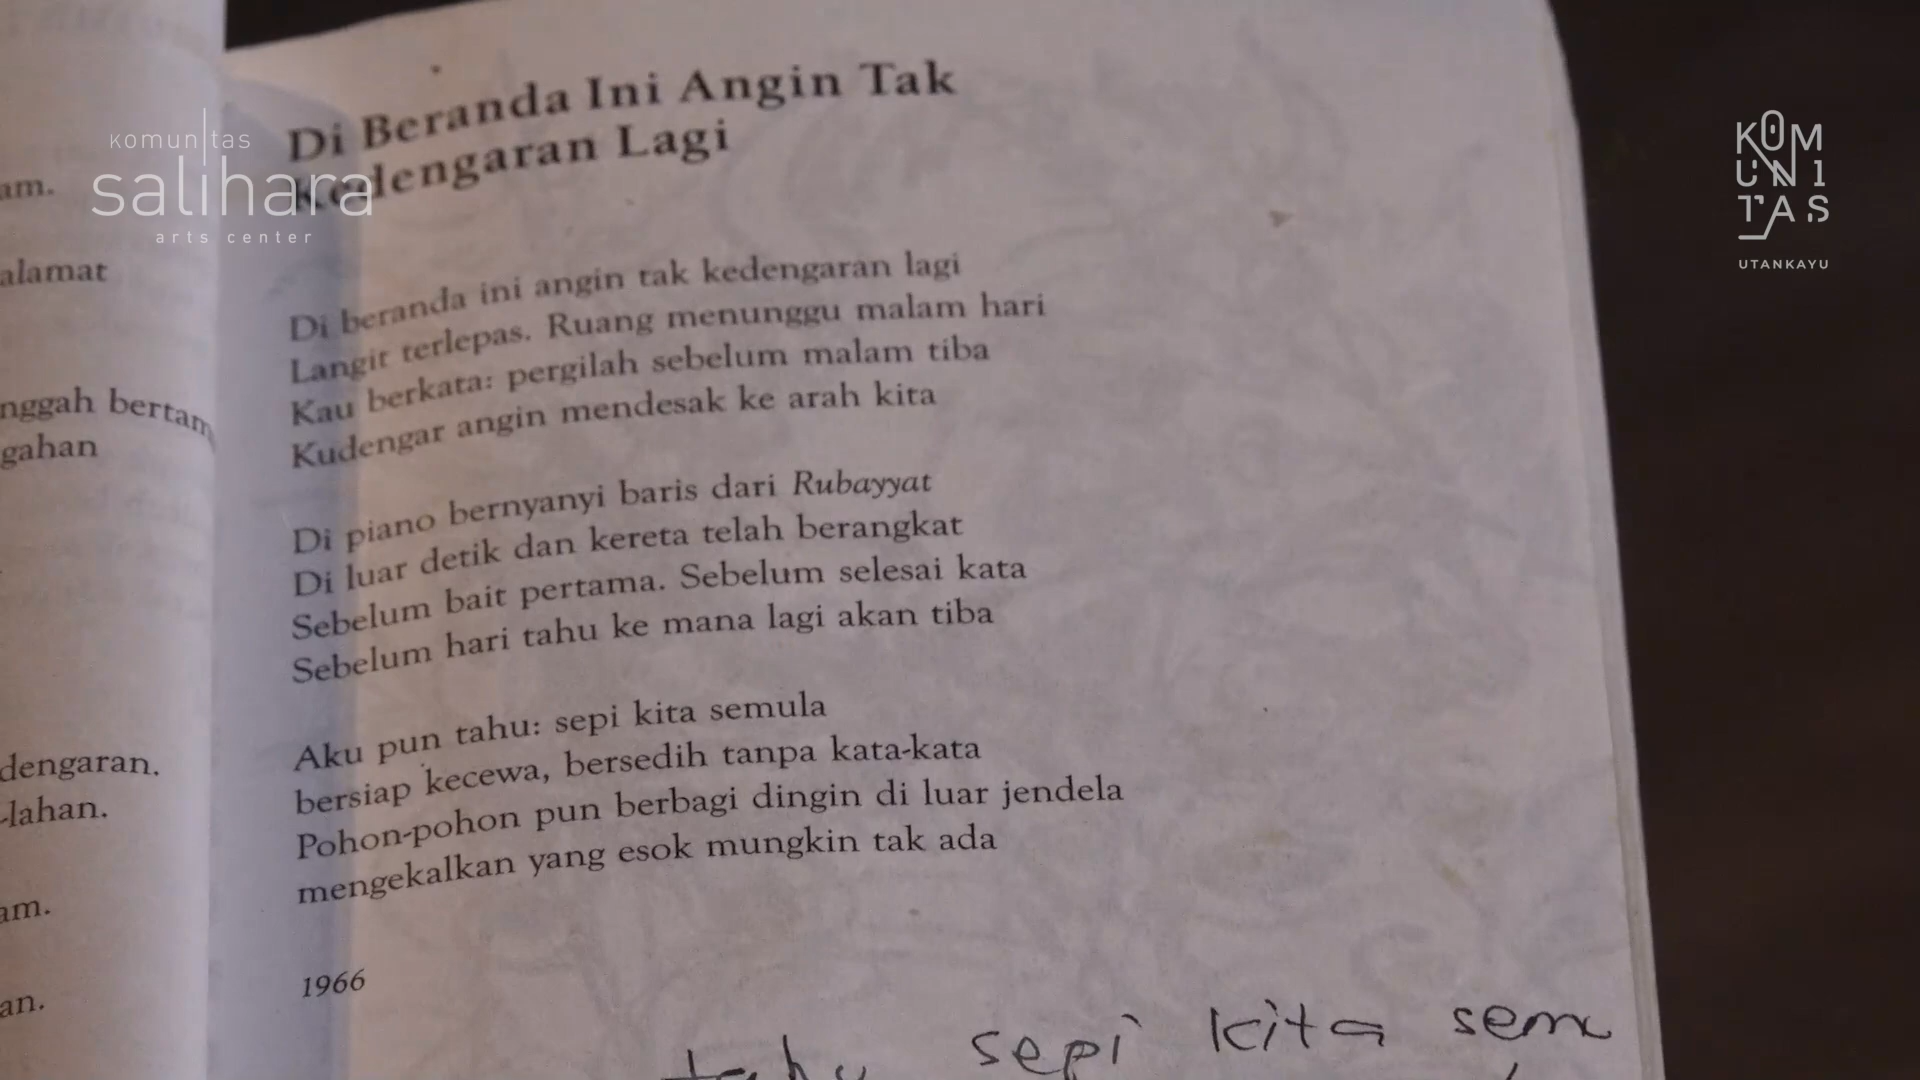 komunitas
salihara
arts center
KOM
UNI
TAS
UTANKAYU
am.
alamat
nggah bertam
gahan
dengaran.
-lahan.
am.
an.
Di Beranda Ini Angin Tak
Kedengaran Lagi
Di beranda ini angin tak kedengaran lagi
Langit terlepas. Ruang menunggu malam hari
Kau berkata: pergilah sebelum malam tiba
Kudengar angin mendesak ke arah kita
Di piano bernyanyi baris dari Rubayyat
Di luar detik dan kereta telah berangkat
Sebelum bait pertama. Sebelum selesai kata
Sebelum hari tahu ke mana lagi akan tiba
Aku pun tahu: sepi kita semula
bersiap kecewa, bersedih tanpa kata-kata
Pohon-pohon pun berbagi dingin di luar jendela
mengekalkan yang esok mungkin tak ada
1966
tahu sepi kita sem